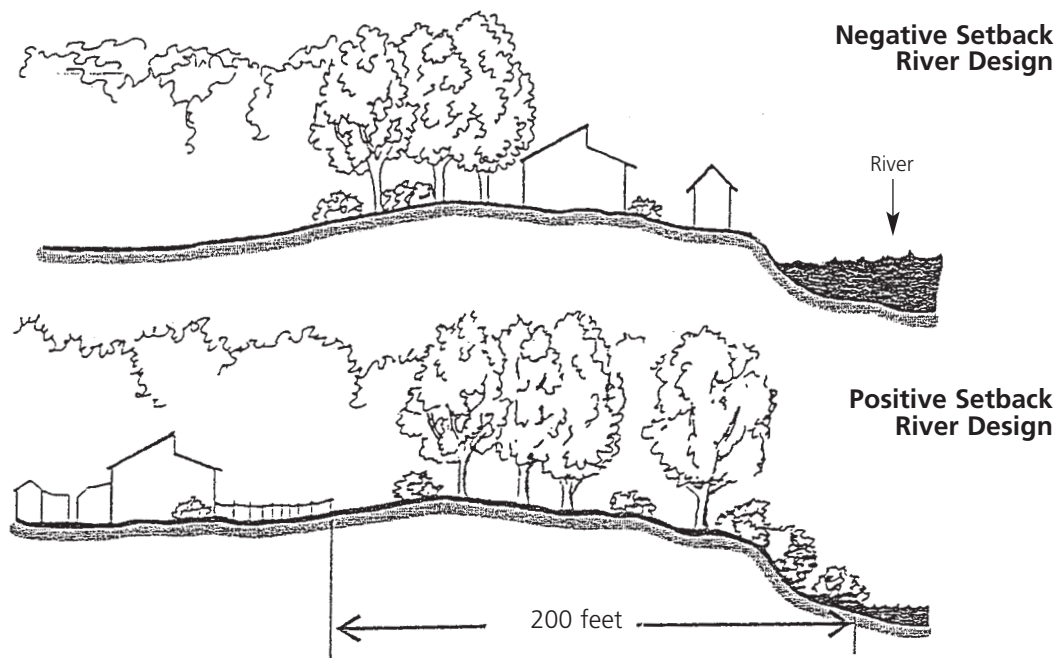 Negative Setback
River Design
River
Positive Setback
River Design
200 feet